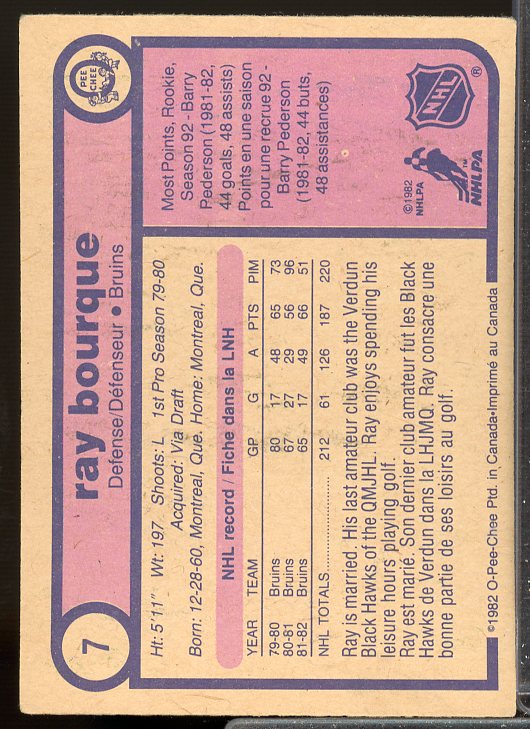 7
ray bourque
Defense/Défenseur • Bruins
O
PEE
CHEE
Ht: 5'11" Wt: 197. Shoots: L 1st Pro Season 79-80
Acquired: Via Draft
Born: 12-28-60, Montreal, Que. Home: Montreal, Que.
NHL record / Fiche dans la LNH
YEAR TEAM GP G A PTS PIM
79-80 Bruins 80 17 48 65 73
80-81 Bruins 67 27 29 56 96
81-82 Bruins 65 17 49 66 51
NHL TOTALS........ 212 61 126 187 220
Ray is married. His last amateur club was the Verdun
Black Hawks of the QMJHL. Ray enjoys spending his
leisure hours playing golf.
Ray est marié. Son dernier club amateur fut les Black
Hawks de Verdun dans la LHJMQ. Ray consacre une
bonne partie de ses loisirs au golf.
Most Points, Rookie,
Season 92 - Barry
Pederson (1981-82,
44 goals, 48 assists)
Points en une saison
pour une recrue 92 -
Barry Pederson
(1981-82, 44 buts,
48 assistances)
NHL
®
©1982
NHLPA
TM
NHLPA
©1982 O-Pee-Chee Ptd. in Canada-Imprimé au Canada